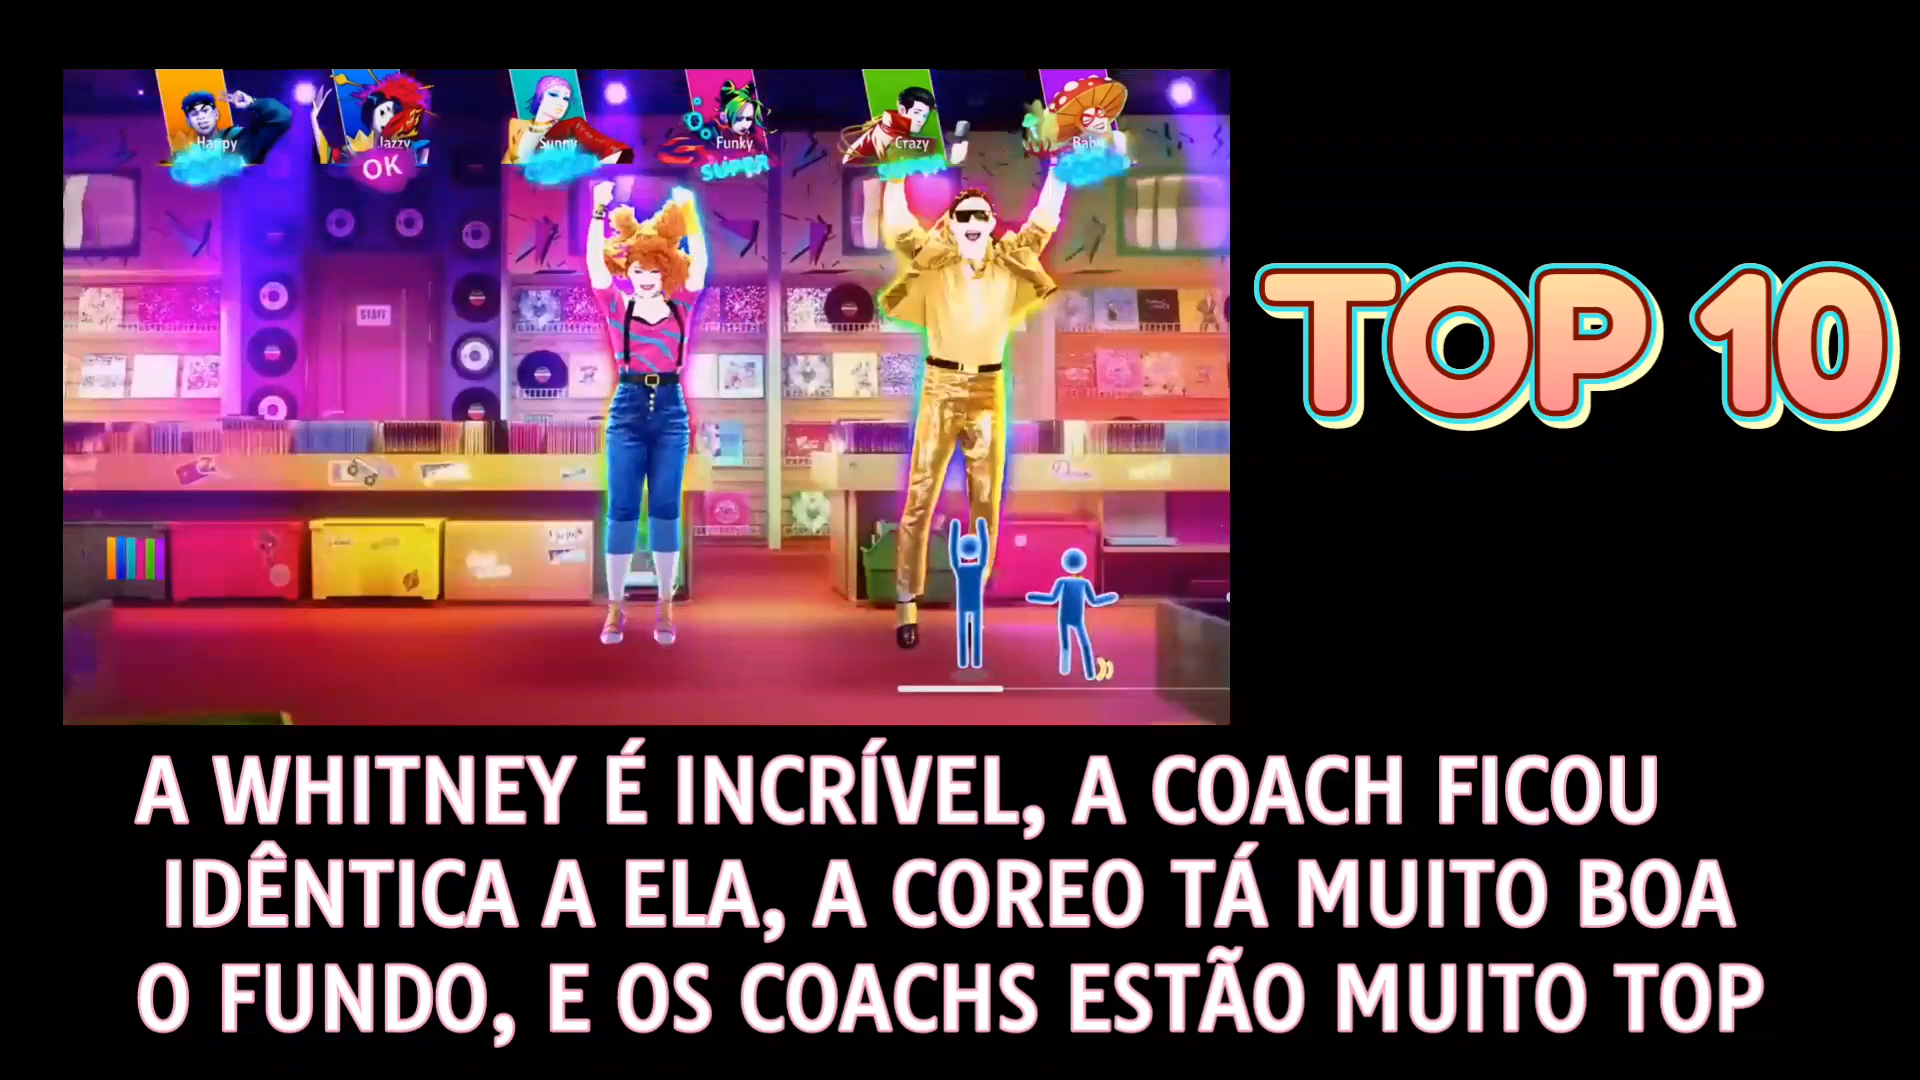 Happy
Jazzy
Sunny
Funky
Crazy
OK
SUPER
STAFF
TOP 10
A WHITNEY É INCRÍVEL, A COACH FICOU
IDÊNTICA A ELA, A COREO TÁ MUITO BOA
O FUNDO, E OS COACHS ESTÃO MUITO TOP